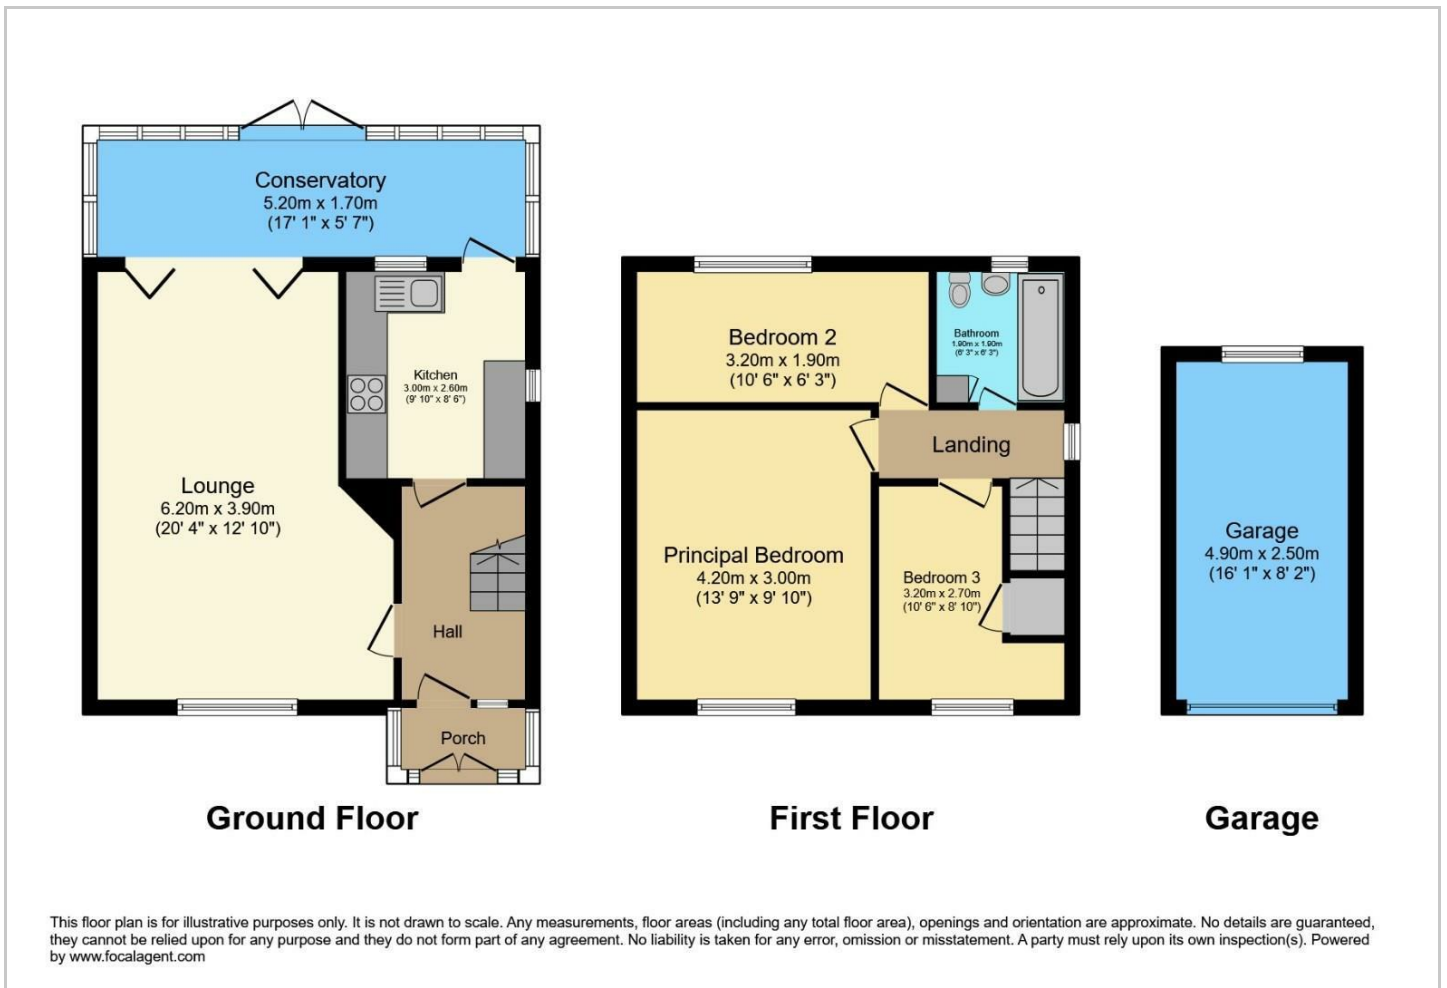 Conservatory
5.20m x 1.70m
(17' 1" x 5' 7")
Kitchen
3.00m x 2.60m
(9' 10" x 8' 6")
Lounge
6.20m x 3.90m
(20' 4" x 12' 10")
Hall
Porch
Ground Floor
Bedroom 2
3.20m x 1.90m
(10' 6" x 6' 3")
Bathroom
1.90m x 1.90m
(6' 3" x 6' 3")
Landing
Principal Bedroom
4.20m x 3.00m
(13' 9" x 9' 10")
Bedroom 3
3.20m x 2.70m
(10' 6" x 8' 10")
First Floor
Garage
4.90m x 2.50m
(16' 1" x 8' 2")
Garage
This floor plan is for illustrative purposes only. It is not drawn to scale. Any measurements, floor areas (including any total floor area), openings and orientation are approximate. No details are guaranteed,
they cannot be relied upon for any purpose and they do not form part of any agreement. No liability is taken for any error, omission or misstatement. A party must rely upon its own inspection(s). Powered
by www.focalagent.com